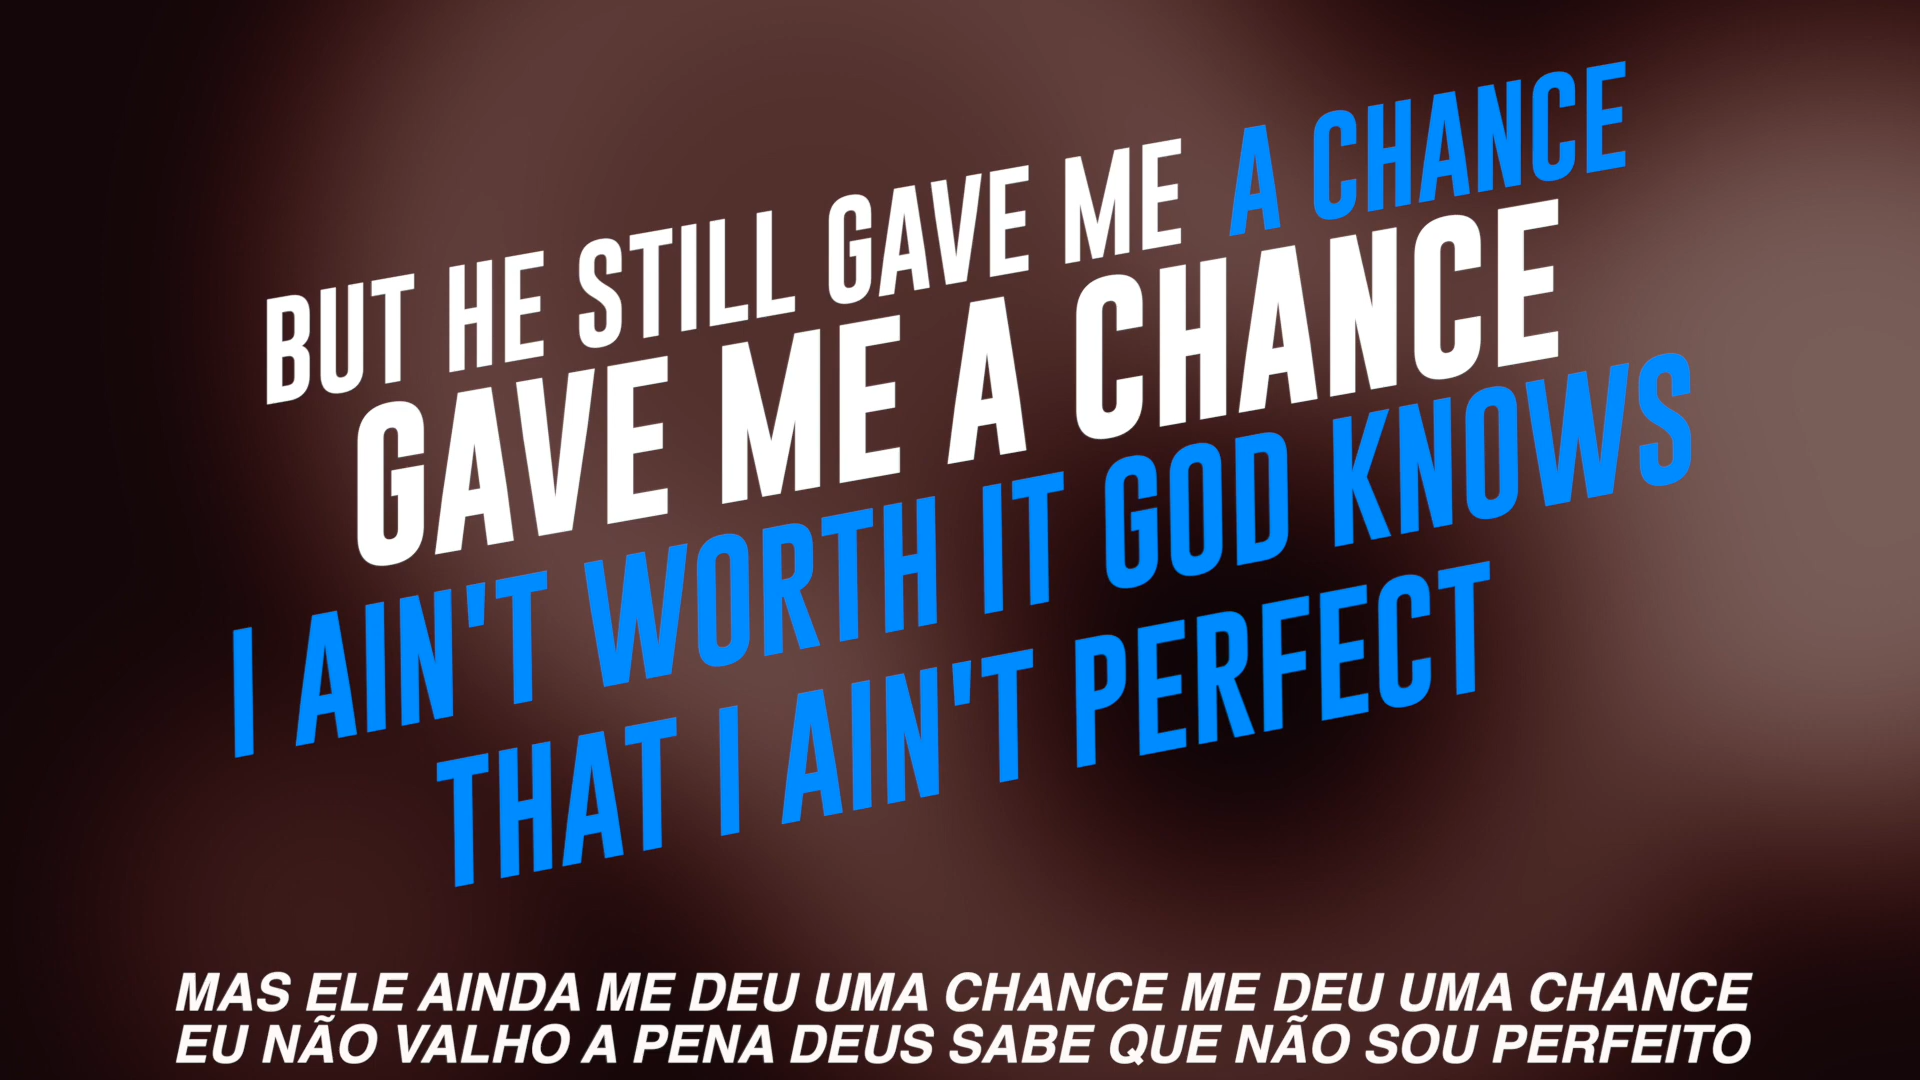 BUT HE STILL GAVE ME A CHANCE
GAVE ME A CHANCE
I AIN'T WORTH IT GOD KNOWS
THAT I AIN'T PERFECT
MAS ELE AINDA ME DEU UMA CHANCE ME DEU UMA CHANCE
EU NÃO VALHO A PENA DEUS SABE QUE NÃO SOU PERFEITO